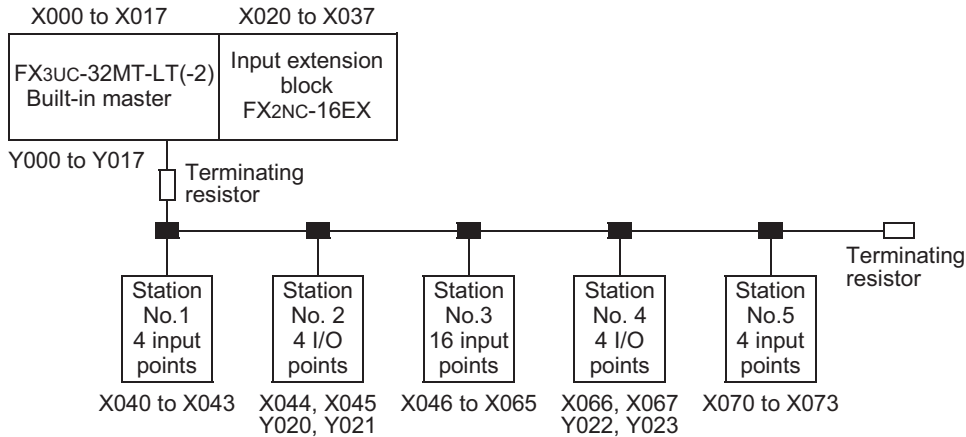 X000 to X017
X020 to X037
FX3UC-32MT-LT(-2)
Built-in master
Input extension
block
FX2NC-16EX
Y000 to Y017
Terminating
resistor
Terminating
resistor
Station
No.1
4 input
points
Station
No. 2
4 I/O
points
Station
No.3
16 input
points
Station
No. 4
4 I/O
points
Station
No.5
4 input
points
X040 to X043
X044, X045
Y020, Y021
X046 to X065
X066, X067
Y022, Y023
X070 to X073